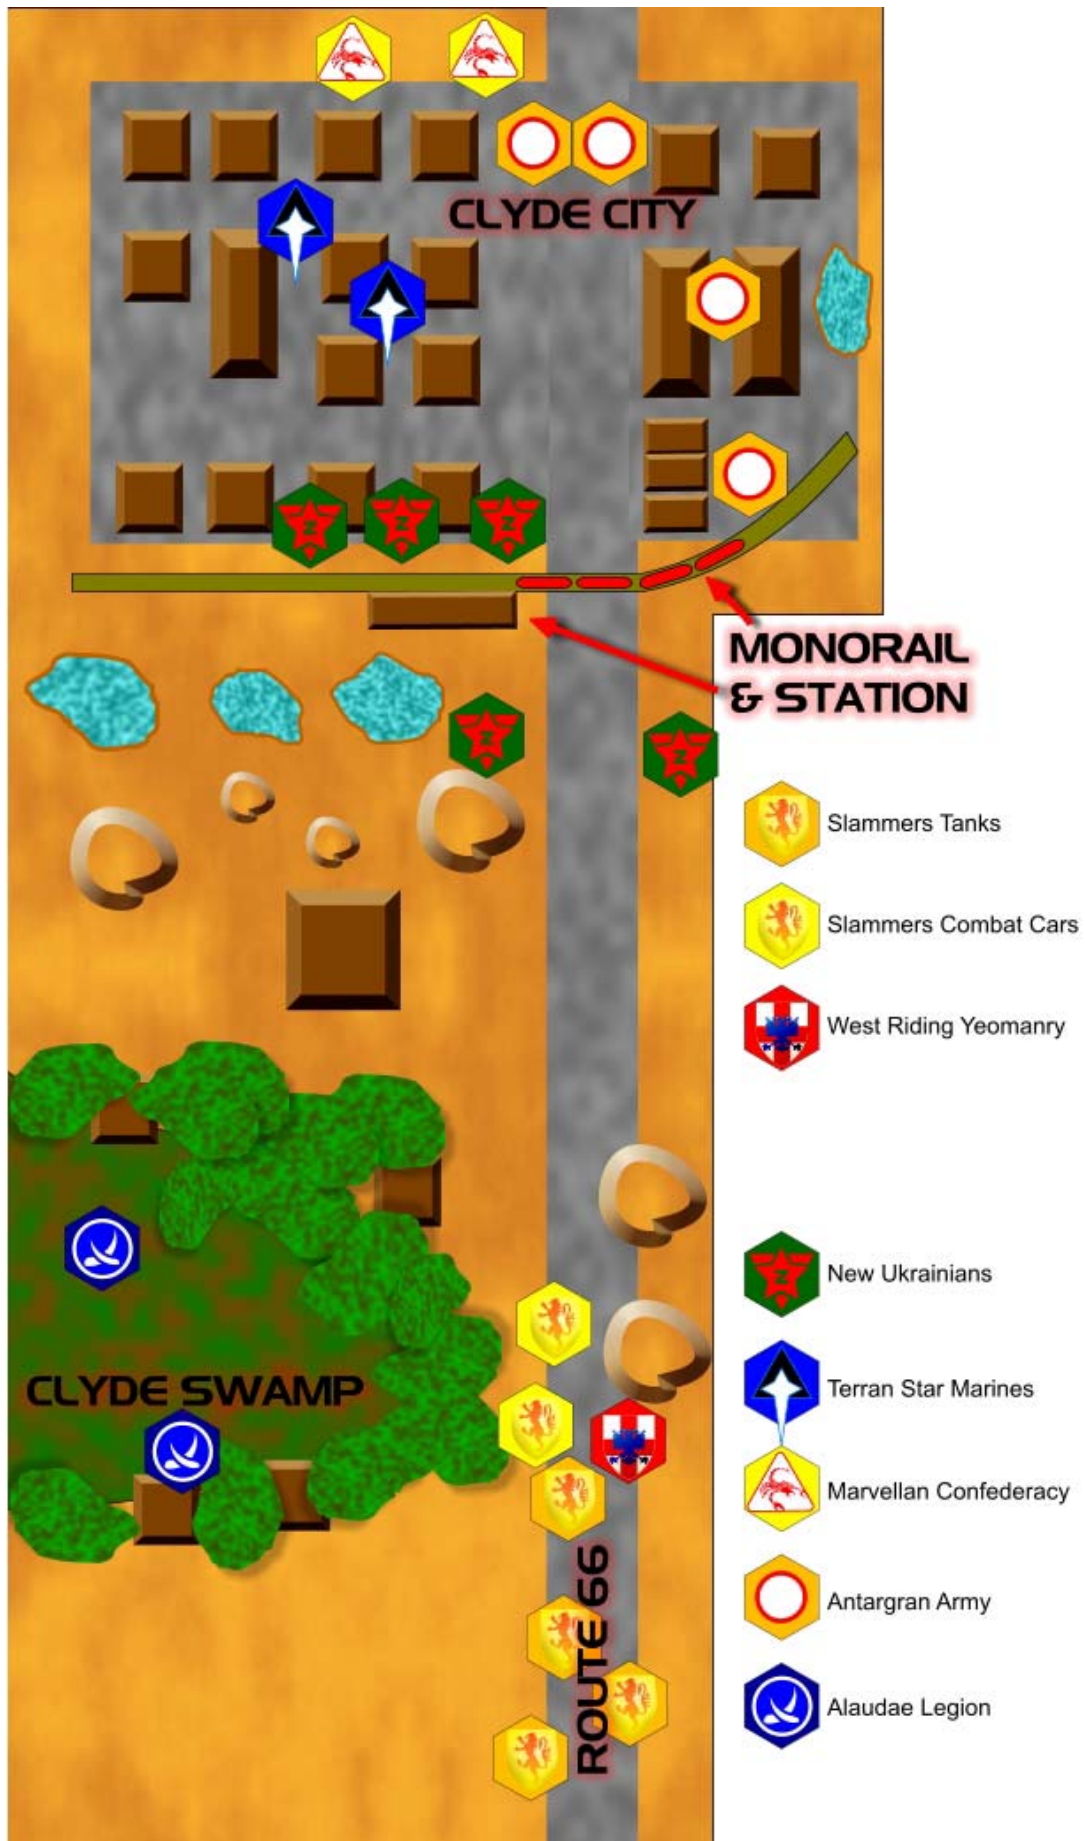 CLYDE CITY
MONORAIL
& STATION
Slammers Tanks
Slammers Combat Cars
West Riding Yeomanry
New Ukrainians
Terran Star Marines
CLYDE SWAMP
Marvellan Confederacy
ROUTE 66
Antargran Army
Alaudae Legion
Z
Z
Z
Z
Z
Z